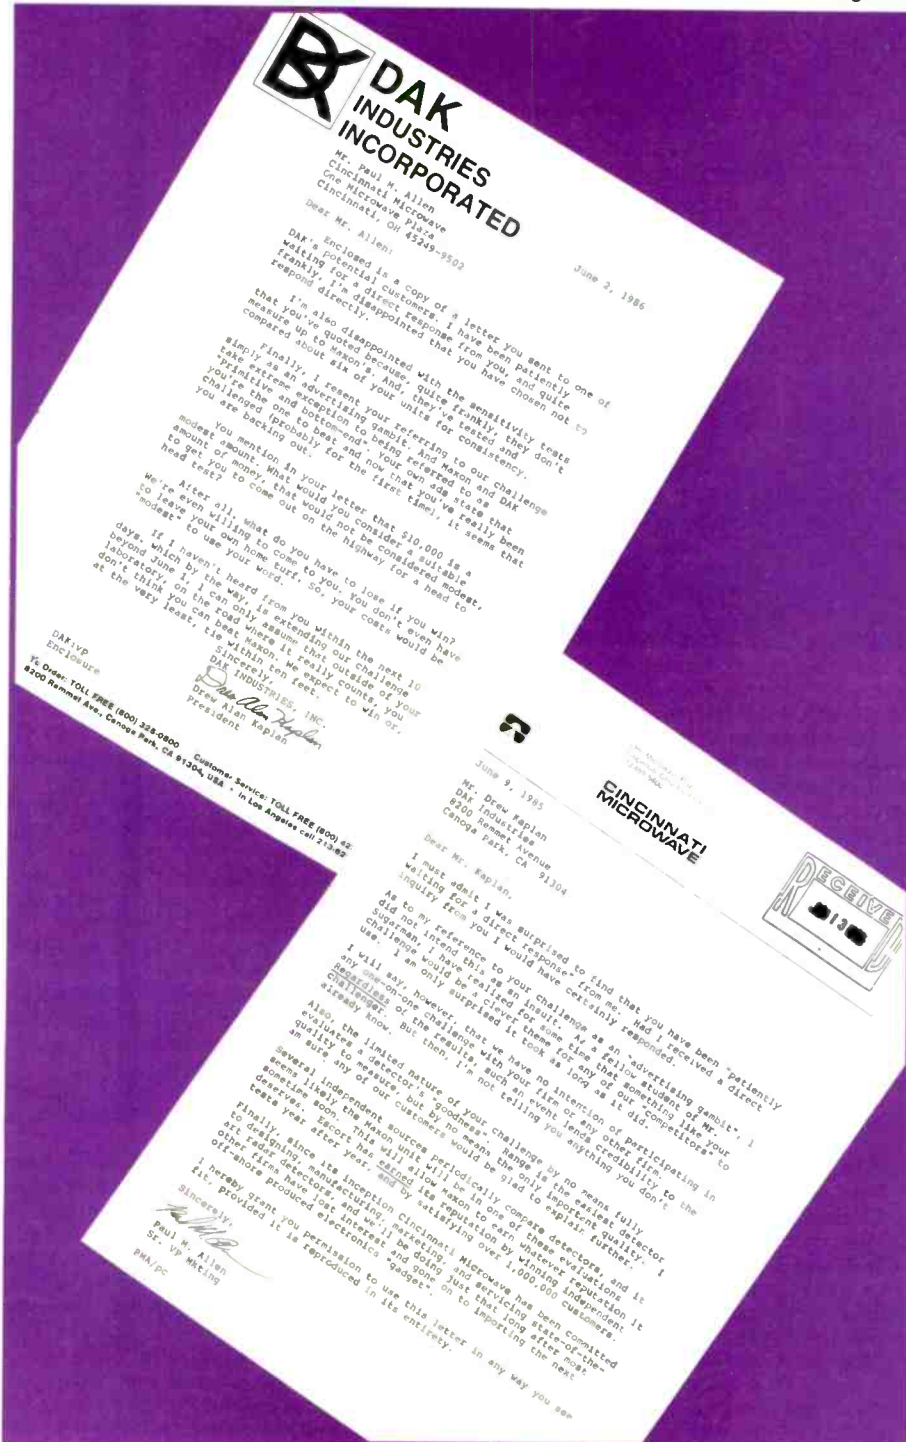 DAK
INDUSTRIES
INCORPORATED
Mr. Paul M. Allen
Cincinnati Microwave
One Microwave Plaza
Cincinnati, OH 45249-9502
June 2, 1986
Dear Mr. Allen:
Enclosed is a copy of a letter you sent to one of
DAK's potential customers. I have been patiently
waiting for a direct response from you, and quite
frankly, I'm disappointed that you have chosen not to
respond directly.
I'm also disappointed with the sensitivity tests
that you've quoted because, quite frankly, they don't
measure up to Maxon's. And, they've tested and
compared about six of your units for consistency.
Finally, I resent your referring to our challenge
simply as an advertising gambit. And Maxon and DAK
take extreme exception to being referred to as
"Primitive and bottom-end". Your own ads state that
you're the one to beat and now that you've really been
challenged (probably for the first time), it seems that
you are backing out.
You mention in your letter that $10,000 is a
modest amount. What would you consider a suitable
amount of money, that would not be considered modest,
to get you to come out on the highway for a head to
head test?
After all, what do you have to lose if you win?
We're even willing to come to you. You don't even have
to leave your own home turf. So, your costs would be
"modest" to use your word.
If I haven't heard from you within the next 10
days, which by the way, is extending our challenge
beyond June 1, I can only assume that outside of your
laboratory, on the road where it really counts, you
don't think you can beat Maxon. We expect to win or,
at the very least, tie within ten feet.
Sincerely,
DAK INDUSTRIES, INC.
Drew Alan Kaplan
Drew Alan Kaplan
President
DAK:vp
Enclosure
To Order: TOLL FREE (800) 325-0800 Customer Service: TOLL FREE (800) 42
8200 Remmet Ave., Canoga Park, CA 91304, USA • In Los Angeles call 213-82
CINCINNATI
MICROWAVE
RECEIVED
June 9, 1985
Mr. Drew Kaplan
DAK Industries
8200 Remmet Avenue
Canoga Park, CA 91304
Dear Mr. Kaplan,
I must admit I was surprised to find that you have been "patiently
waiting for a direct response" from me. Had I received a direct
inquiry from you I would have certainly responded.
As to my reference to your challenge as an "advertising gambit", I
did not intend this as an insult. As a fellow student of Mr.
Sugarman, I have realized for some time that something like your
challenge would be a clever theme for any of our "competitors" to
use. I am only surprised it took as long as it did.
I will say, however, that we have no intention of participating in
any one-on-one challenge with your firm or any other firm.
Regardless of the results, such an event lends credibility to the
challenger. But then, I'm not telling you anything you don't
already know.
Also, the limited nature of your challenge by no means fully
evaluates a detector's goodness. Range is the easiest detector
quality to measure, but by no means the only important quality. I
am sure any of our customers would be glad to explain further.
Several independent sources periodically compare detectors, and it
seems likely the Maxon unit will be in one of these evaluations
sometime soon. This will allow Maxon to earn whatever reputation it
deserves. Escort has earned its reputation by winning independent
tests year after year, and by satisfying over 1,000,000 customers.
Finally, since its inception Cincinnati Microwave has been committed
to designing, manufacturing, marketing, and servicing state-of-the-
art radar detectors, and we'll be doing just that long after most
other firms have lost interest and gone on to importing the next
off-shore produced electronics "gadget".
I hereby grant you permission to use this letter in any way you see
fit, provided it is reproduced in its entirety.
Sincerely,
Paul M. Allen
Sr. VP Mkting
PMA/pc